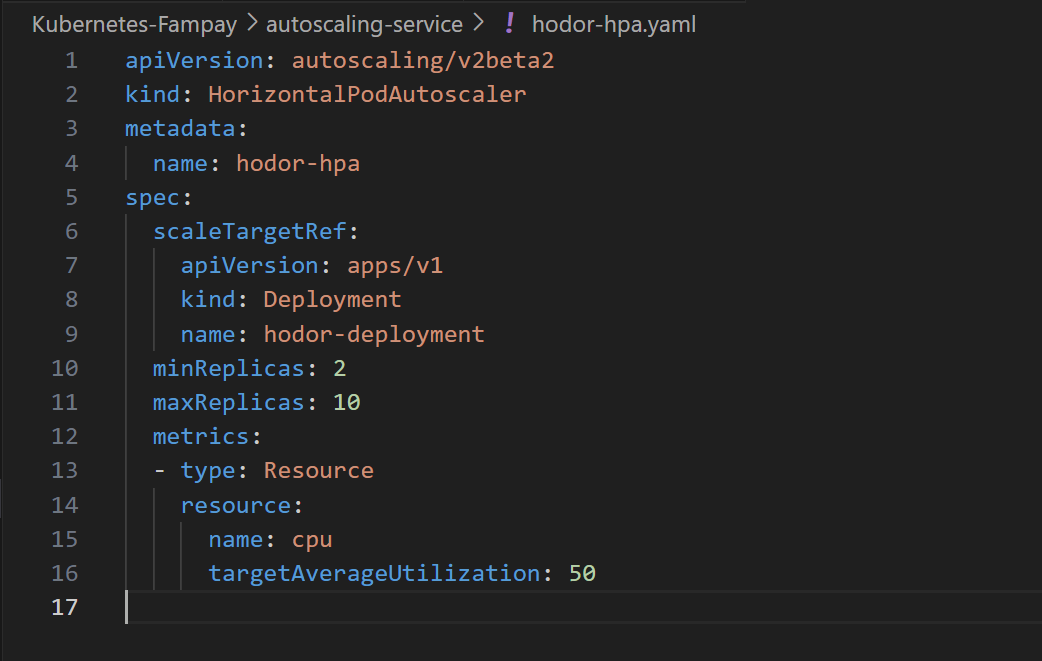 Kubernetes-Fampay > autoscaling-service > ! hodor-hpa.yaml
1 apiVersion: autoscaling/v2beta2
2 kind: HorizontalPodAutoscaler
3 metadata:
4   name: hodor-hpa
5 spec:
6   scaleTargetRef:
7     apiVersion: apps/v1
8     kind: Deployment
9     name: hodor-deployment
10   minReplicas: 2
11   maxReplicas: 10
12   metrics:
13   - type: Resource
14     resource:
15       name: cpu
16       targetAverageUtilization: 50
17